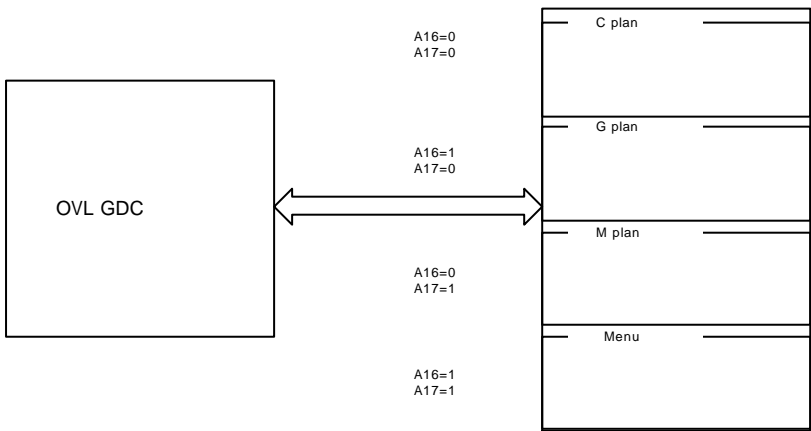 A16=0
A17=0
C plan
A16=1
A17=0
G plan
OVL GDC
A16=0
A17=1
M plan
A16=1
A17=1
Menu